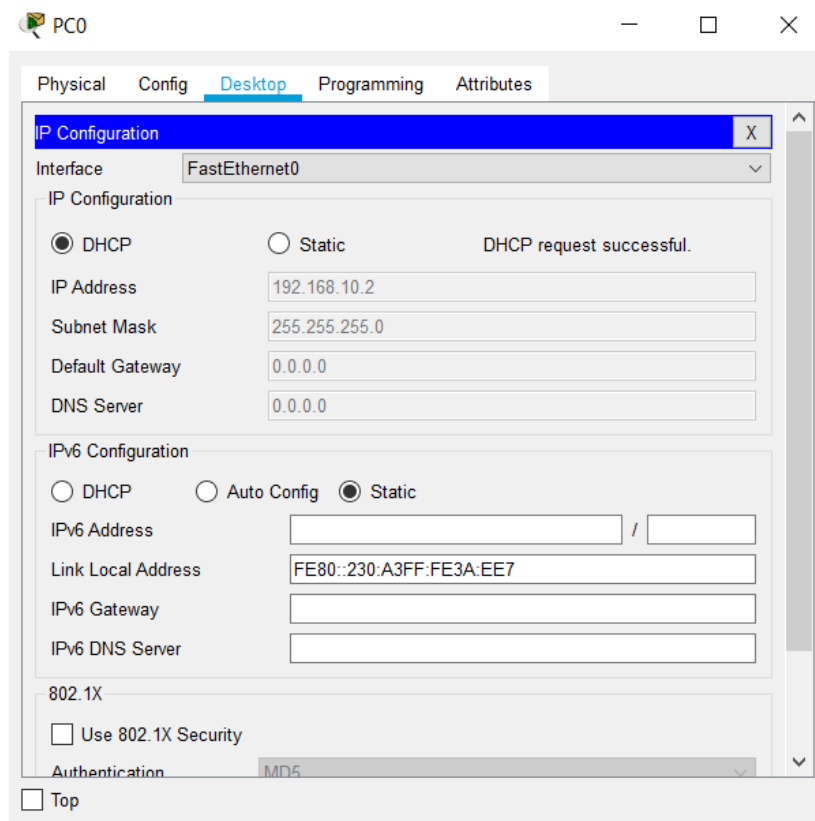 PC0
Physical Config Desktop Programming Attributes
IP Configuration X
Interface FastEthernet0
IP Configuration
DHCP Static DHCP request successful.
IP Address 192.168.10.2
Subnet Mask 255.255.255.0
Default Gateway 0.0.0.0
DNS Server 0.0.0.0
IPv6 Configuration
DHCP Auto Config Static
IPv6 Address /
Link Local Address FE80::230:A3FF:FE3A:EE7
IPv6 Gateway
IPv6 DNS Server
802.1X
Use 802.1X Security
Authentication MD5
Top